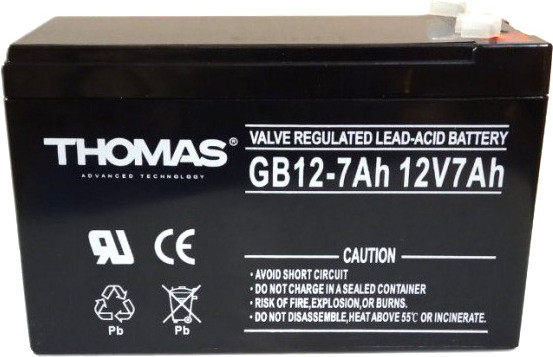 THOMAS®
ADVANCED TECHNOLOGY
VALVE REGULATED LEAD-ACID BATTERY
GB12-7Ah 12V7Ah
CAUTION
• AVOID SHORT CIRCUIT
• DO NOT CHARGE IN A SEALED CONTAINER
• RISK OF FIRE,EXPLOSION,OR BURNS.
• DO NOT DISASSEMBLE,HEAT ABOVE 55℃ OR INCINERATE.
RU CE
Pb Pb